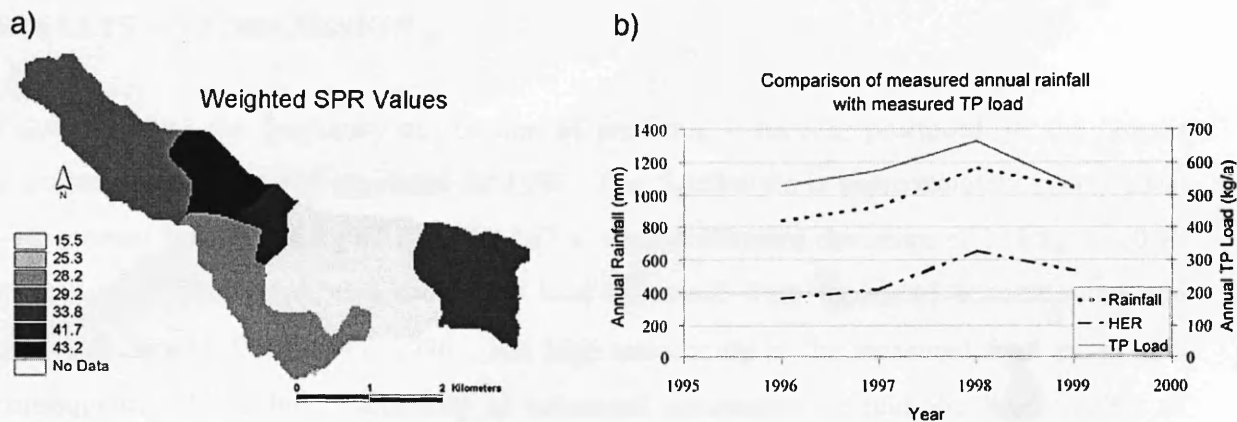 a)
Weighted SPR Values
N
15.5
25.3
28.2
29.2
33.8
41.7
43.2
No Data
0 1 2 Kilometers
b)
Comparison of measured annual rainfall
with measured TP load
Annual Rainfall (mm)
1400
1200
1000
800
600
400
200
0
700
600
500
400
300
200
100
0
Annual TP Load (kg/a)
Rainfall
HER
TP Load
1995 1996 1997 1998 1999 2000
Year